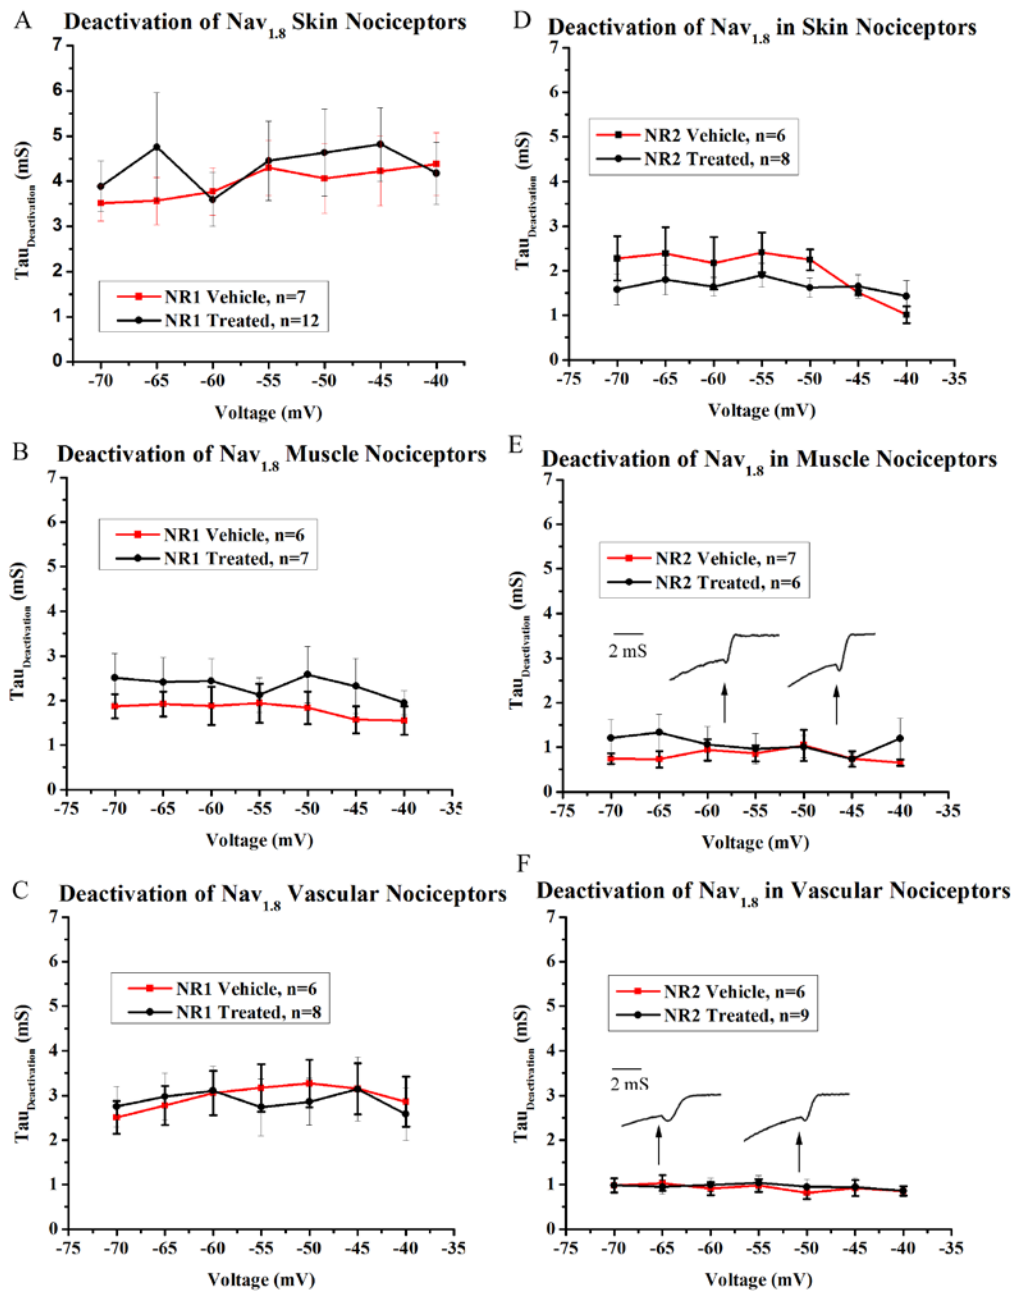 A
Deactivation of Nav1.8 Skin Nociceptors
7
6
5
4
3
2
1
0
TauDeactivation (mS)
NR1 Vehicle, n=7
NR1 Treated, n=12
-70 -65 -60 -55 -50 -45 -40
Voltage (mV)
D
Deactivation of Nav1.8 in Skin Nociceptors
7
6
5
4
3
2
1
0
TauDeactivation (mS)
NR2 Vehicle, n=6
NR2 Treated, n=8
-75 -70 -65 -60 -55 -50 -45 -40 -35
Voltage (mV)
B
Deactivation of Nav1.8 Muscle Nociceptors
7
6
5
4
3
2
1
0
TauDeactivation (mS)
NR1 Vehicle, n=6
NR1 Treated, n=7
-75 -70 -65 -60 -55 -50 -45 -40 -35
Voltage (mV)
E
Deactivation of Nav1.8 in Muscle Nociceptors
7
6
5
4
3
2
1
0
TauDeactivation (mS)
NR2 Vehicle, n=7
NR2 Treated, n=6
2 mS
-75 -70 -65 -60 -55 -50 -45 -40 -35
Voltage (mV)
C
Deactivation of Nav1.8 Vascular Nociceptors
7
6
5
4
3
2
1
0
TauDeactivation (mS)
NR1 Vehicle, n=6
NR1 Treated, n=8
-75 -70 -65 -60 -55 -50 -45 -40 -35
Voltage (mV)
F
Deactivation of Nav1.8 in Vascular Nociceptors
7
6
5
4
3
2
1
0
TauDeactivation (mS)
NR2 Vehicle, n=6
NR2 Treated, n=9
2 mS
-75 -70 -65 -60 -55 -50 -45 -40 -35
Voltage (mV)